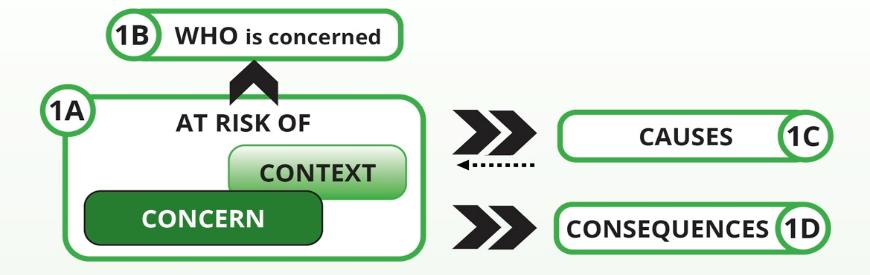 1B WHO is concerned
1A
AT RISK OF
CONTEXT
CONCERN
CAUSES 1C
CONSEQUENCES 1D